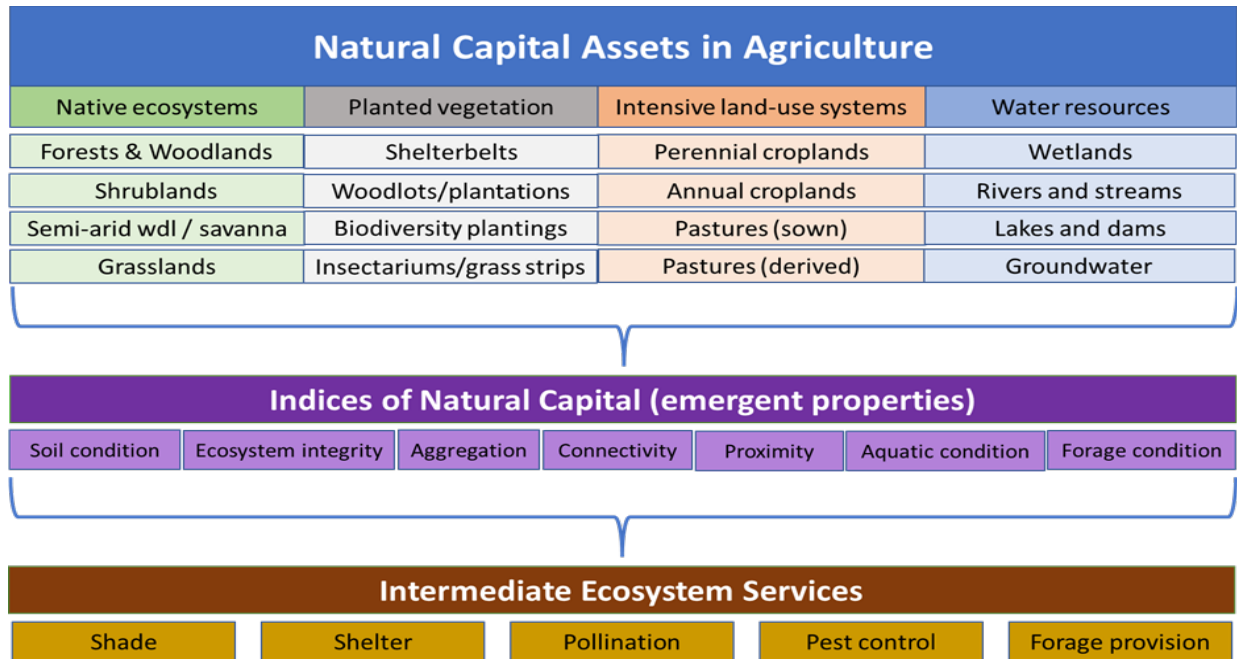 Natural Capital Assets in Agriculture
Native ecosystems
Planted vegetation
Intensive land-use systems
Water resources
Forests & Woodlands
Shelterbelts
Perennial croplands
Wetlands
Shrublands
Woodlots/plantations
Annual croplands
Rivers and streams
Semi-arid wdl / savanna
Biodiversity plantings
Pastures (sown)
Lakes and dams
Grasslands
Insectariums/grass strips
Pastures (derived)
Groundwater
Indices of Natural Capital (emergent properties)
Soil condition
Ecosystem integrity
Aggregation
Connectivity
Proximity
Aquatic condition
Forage condition
Intermediate Ecosystem Services
Shade
Shelter
Pollination
Pest control
Forage provision